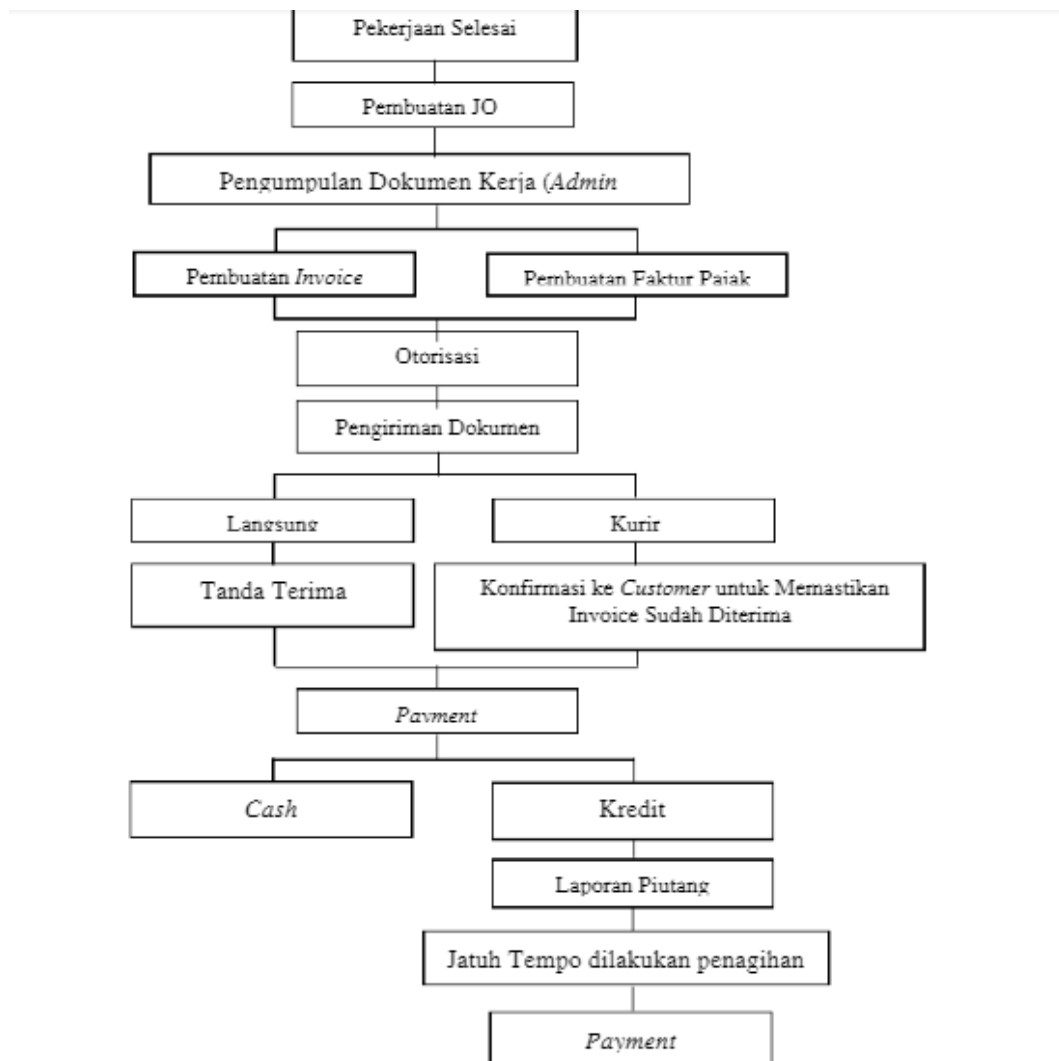 Pekerjaan Selesai
Pembuatan JO
Pengumpulan Dokumen Kerja (Admin
Pembuatan Invoice
Pembuatan Faktur Pajak
Otorisasi
Pengiriman Dokumen
Langsung
Kurir
Tanda Terima
Konfirmasi ke Customer untuk Memastikan
Invoice Sudah Diterima
Payment
Cash
Kredit
Laporan Piutang
Jatuh Tempo dilakukan penagihan
Payment